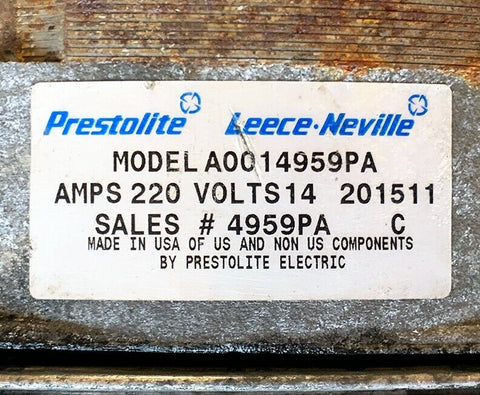 Prestolite Leece-Neville
MODEL A0014959PA
AMPS 220 VOLTS 14 201511
SALES # 4959PA C
MADE IN USA OF US AND NON US COMPONENTS
BY PRESTOLITE ELECTRIC